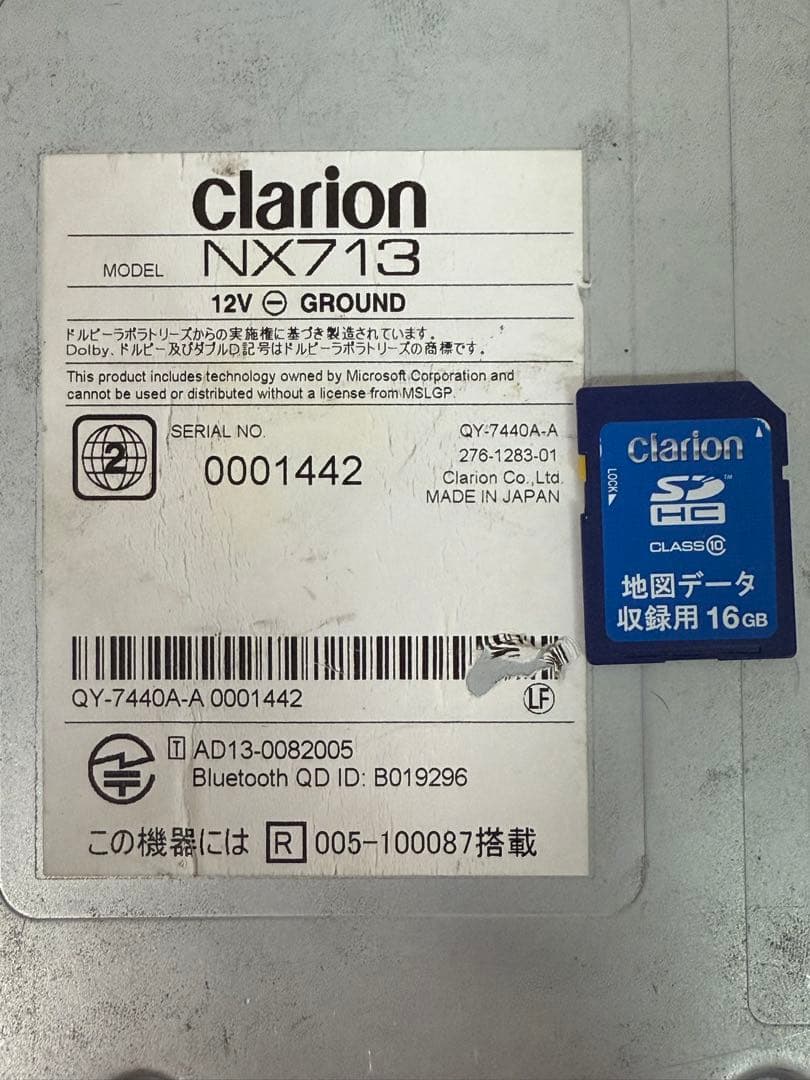 Clarion
MODEL NX713
12V ⊖ GROUND
ドルビーラボラトリーズからの実施権に基づき製造されています。
Dolby、ドルビー及びダブルD記号はドルビーラボラトリーズの商標です。
This product includes technology owned by Microsoft Corporation and
cannot be used or distributed without a license from MSLGP.
2
SERIAL NO.
0001442
QY-7440A-A
276-1283-01
Clarion Co.,Ltd.
MADE IN JAPAN
QY-7440A-A 0001442
LF
T AD13-0082005
Bluetooth QD ID: B019296
この機器には R 005-100087搭載
clarion
LOCK
SD HC™
CLASS⑩
地図データ
収録用 16GB